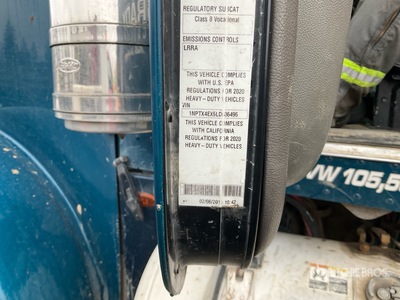 REGULATORY SUBCAT
Class 8 Vocational
EMISSIONS CONTROLS
LRRA
THIS VEHICLE COMPLIES
WITH U.S. EPA
REGULATIONS FOR 2020
HEAVY - DUTY VEHICLES
VIN
THIS VEHICLE COMPLIES
WITH CALIFORNIA
REGULATIONS FOR 2020
HEAVY - DUTY VEHICLES
VW 105,5